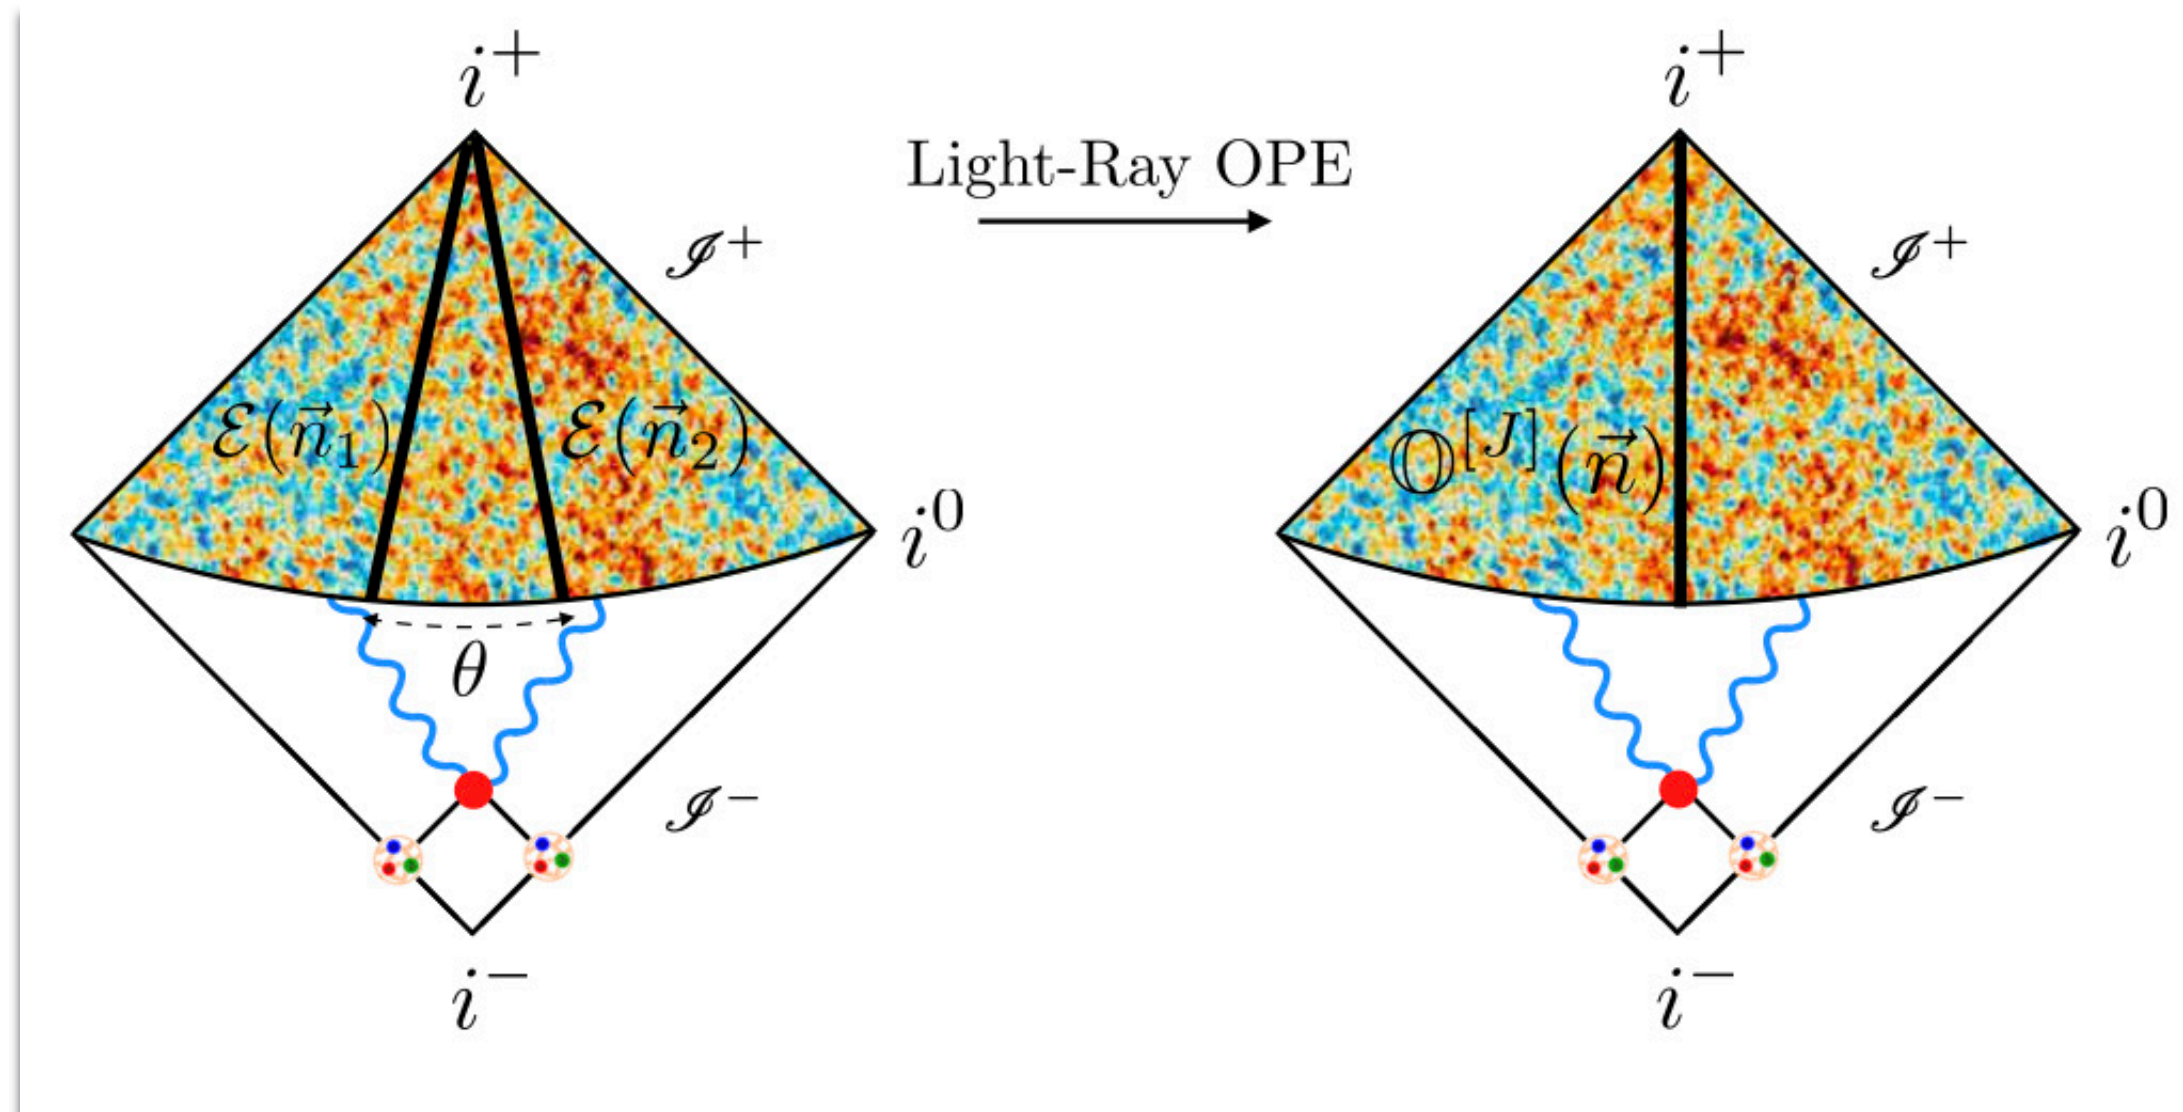 i⁺
i⁺
Light-Ray OPE
ℐ⁺
ℐ⁺
ℰ(n⃗₁)
ℰ(n⃗₂)
𝕆^[J](n⃗)
i⁰
i⁰
θ
ℐ⁻
ℐ⁻
i⁻
i⁻